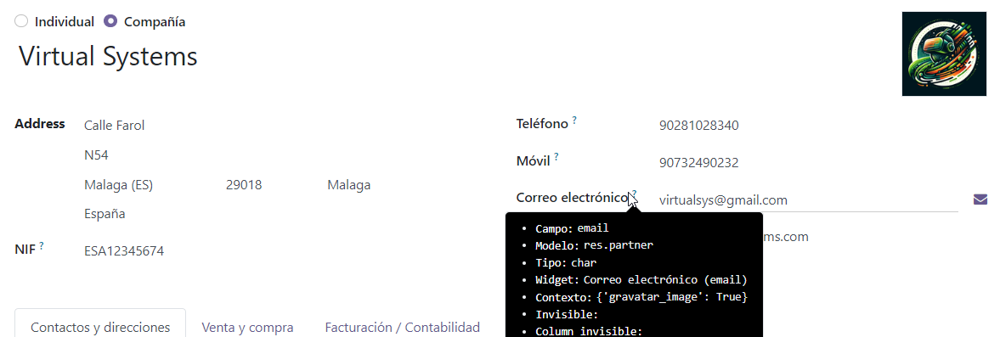 Individual Compañía
Virtual Systems
Address Calle Farol
N54
Malaga (ES) 29018 Malaga
España
NIF ? ESA12345674
Teléfono ? 90281028340
Móvil ? 90732490232
Correo electrónico ? virtualsys@gmail.com
ms.com
• Campo: email
• Modelo: res.partner
• Tipo: char
• Widget: Correo electrónico (email)
• Contexto: {'gravatar_image': True}
• Invisible:
• Column invisible:
Contactos y direcciones Venta y compra Facturación / Contabilidad